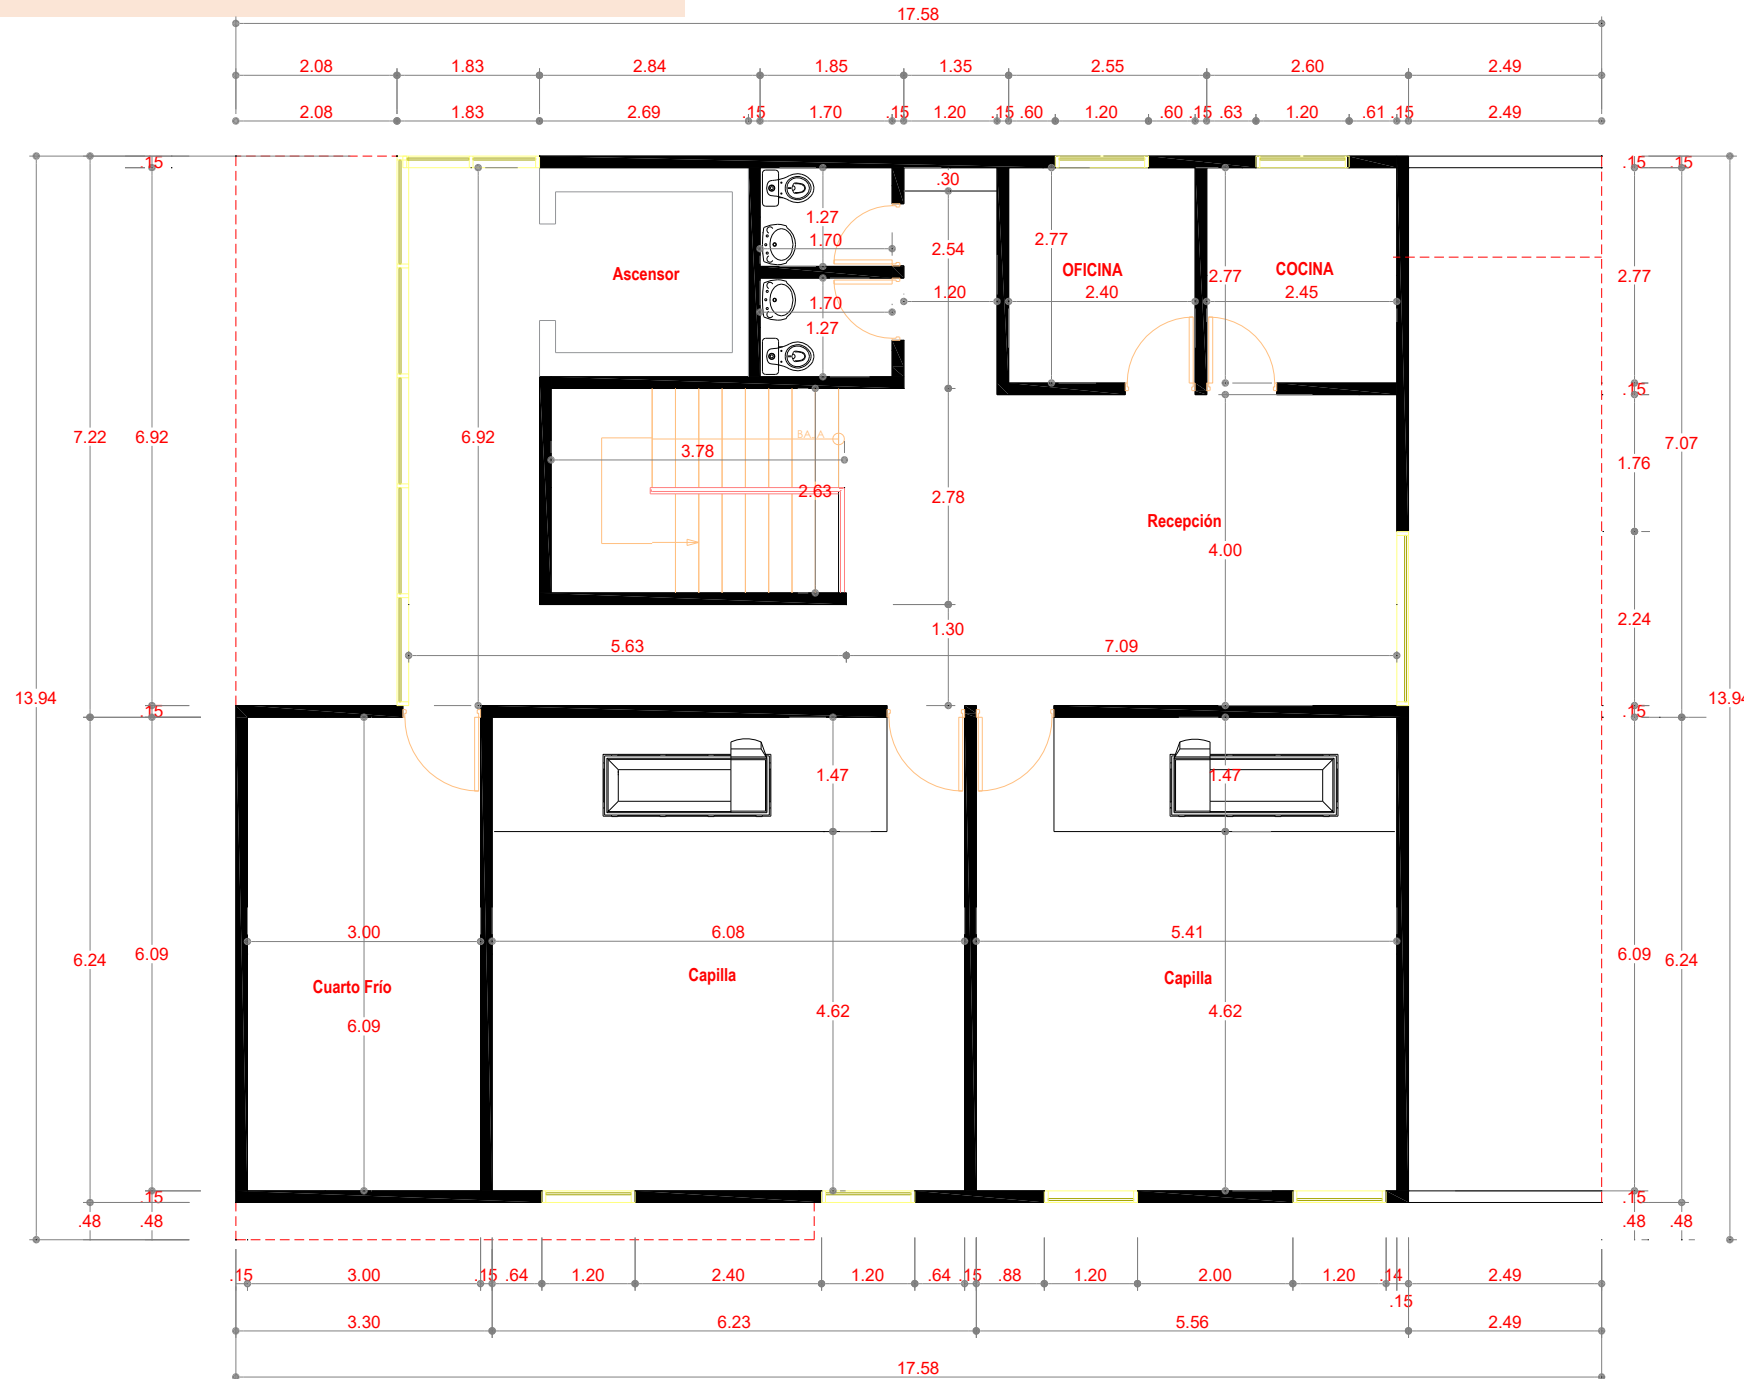 17.58
2.08 1.83 2.84 1.85 1.35 2.55 2.60 2.49
2.08 1.83 2.69 .15 1.70 .15 1.20 .15 .60 1.20 .60 .15 .63 1.20 .61 .15 2.49
.15 .15 .15
.30
1.27
1.70 2.54 2.77
Ascensor OFICINA 2.77 COCINA 2.77
1.70 1.20 2.40 2.45
1.27
.15
7.22 6.92 6.92 BAJA 7.07
3.78 1.76
2.63 2.78
Recepción
4.00
1.30 2.24
5.63 7.09
13.94 13.94
.15 .15
1.47 1.47
3.00 6.08 5.41
6.24 6.09 6.09 6.24
Cuarto Frío Capilla Capilla
6.09 4.62 4.62
.15 .15
.48 .48 .48 .48
.15 3.00 .15 .64 1.20 2.40 1.20 .64 .15 .88 1.20 2.00 1.20 .14 2.49
.15
3.30 6.23 5.56 2.49
17.58